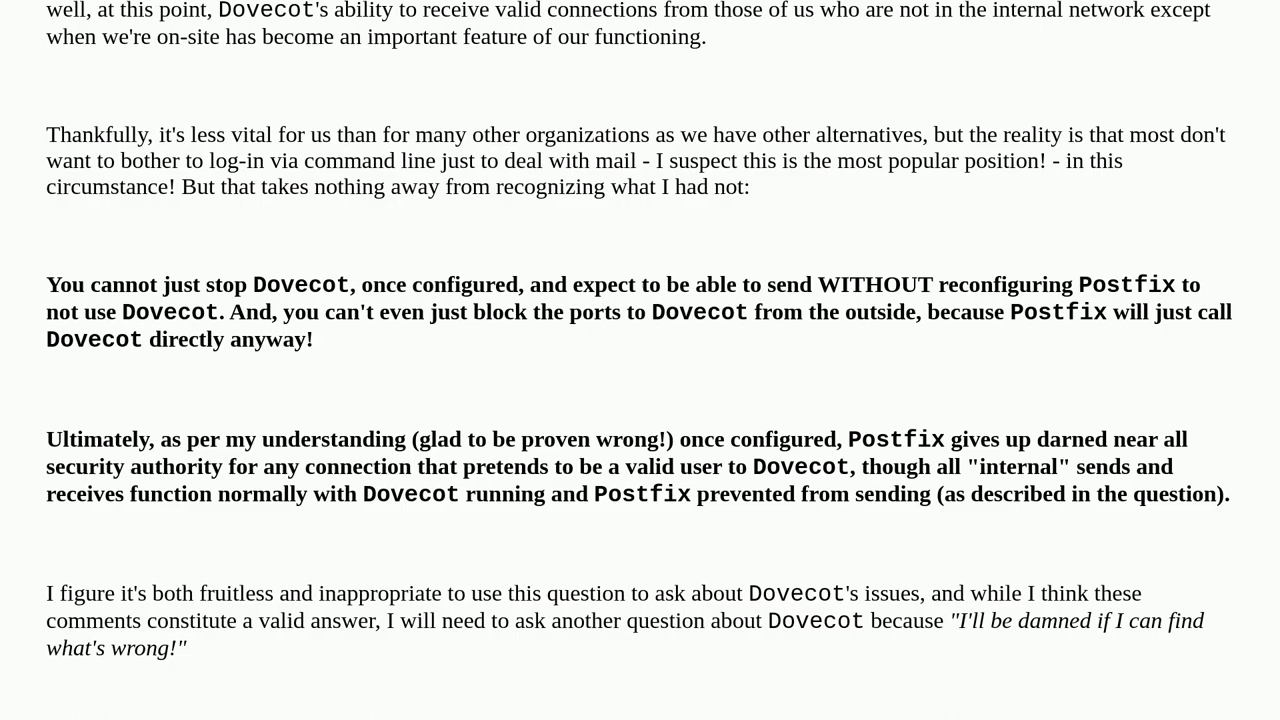 well, at this point, Dovecot's ability to receive valid connections from those of us who are not in the internal network except
when we're on-site has become an important feature of our functioning.
Thankfully, it's less vital for us than for many other organizations as we have other alternatives, but the reality is that most don't
want to bother to log-in via command line just to deal with mail - I suspect this is the most popular position! - in this
circumstance! But that takes nothing away from recognizing what I had not:
You cannot just stop Dovecot, once configured, and expect to be able to send WITHOUT reconfiguring Postfix to
not use Dovecot. And, you can't even just block the ports to Dovecot from the outside, because Postfix will just call
Dovecot directly anyway!
Ultimately, as per my understanding (glad to be proven wrong!) once configured, Postfix gives up darned near all
security authority for any connection that pretends to be a valid user to Dovecot, though all "internal" sends and
receives function normally with Dovecot running and Postfix prevented from sending (as described in the question).
I figure it's both fruitless and inappropriate to use this question to ask about Dovecot's issues, and while I think these
comments constitute a valid answer, I will need to ask another question about Dovecot because "I'll be damned if I can find
what's wrong!"